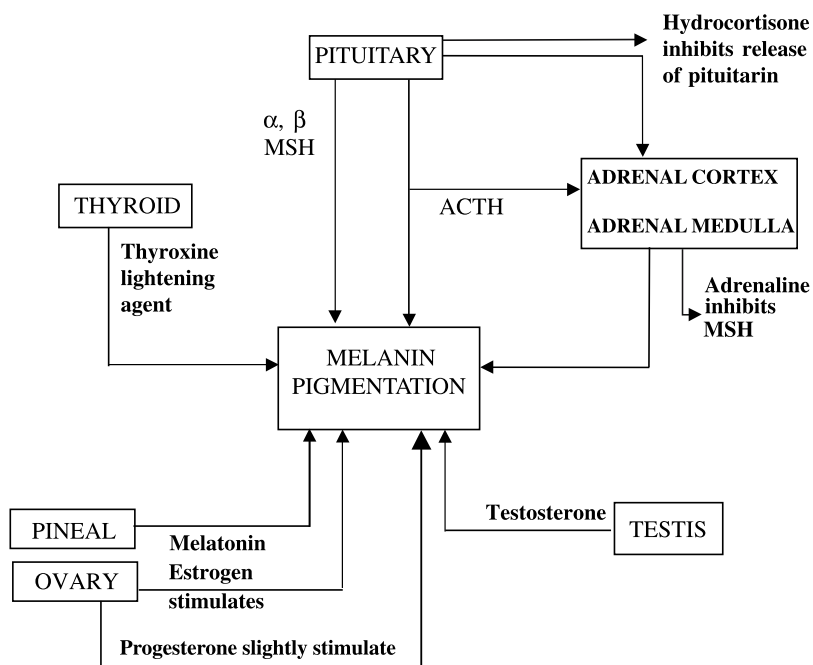 Hydrocortisone
inhibits release
of pituitarin
PITUITARY
α, β
MSH
ADRENAL CORTEX
ADRENAL MEDULLA
ACTH
THYROID
Thyroxine
lightening
agent
Adrenaline
inhibits
MSH
MELANIN
PIGMENTATION
PINEAL
Melatonin
Testosterone
TESTIS
OVARY
Estrogen
stimulates
Progesterone slightly stimulate